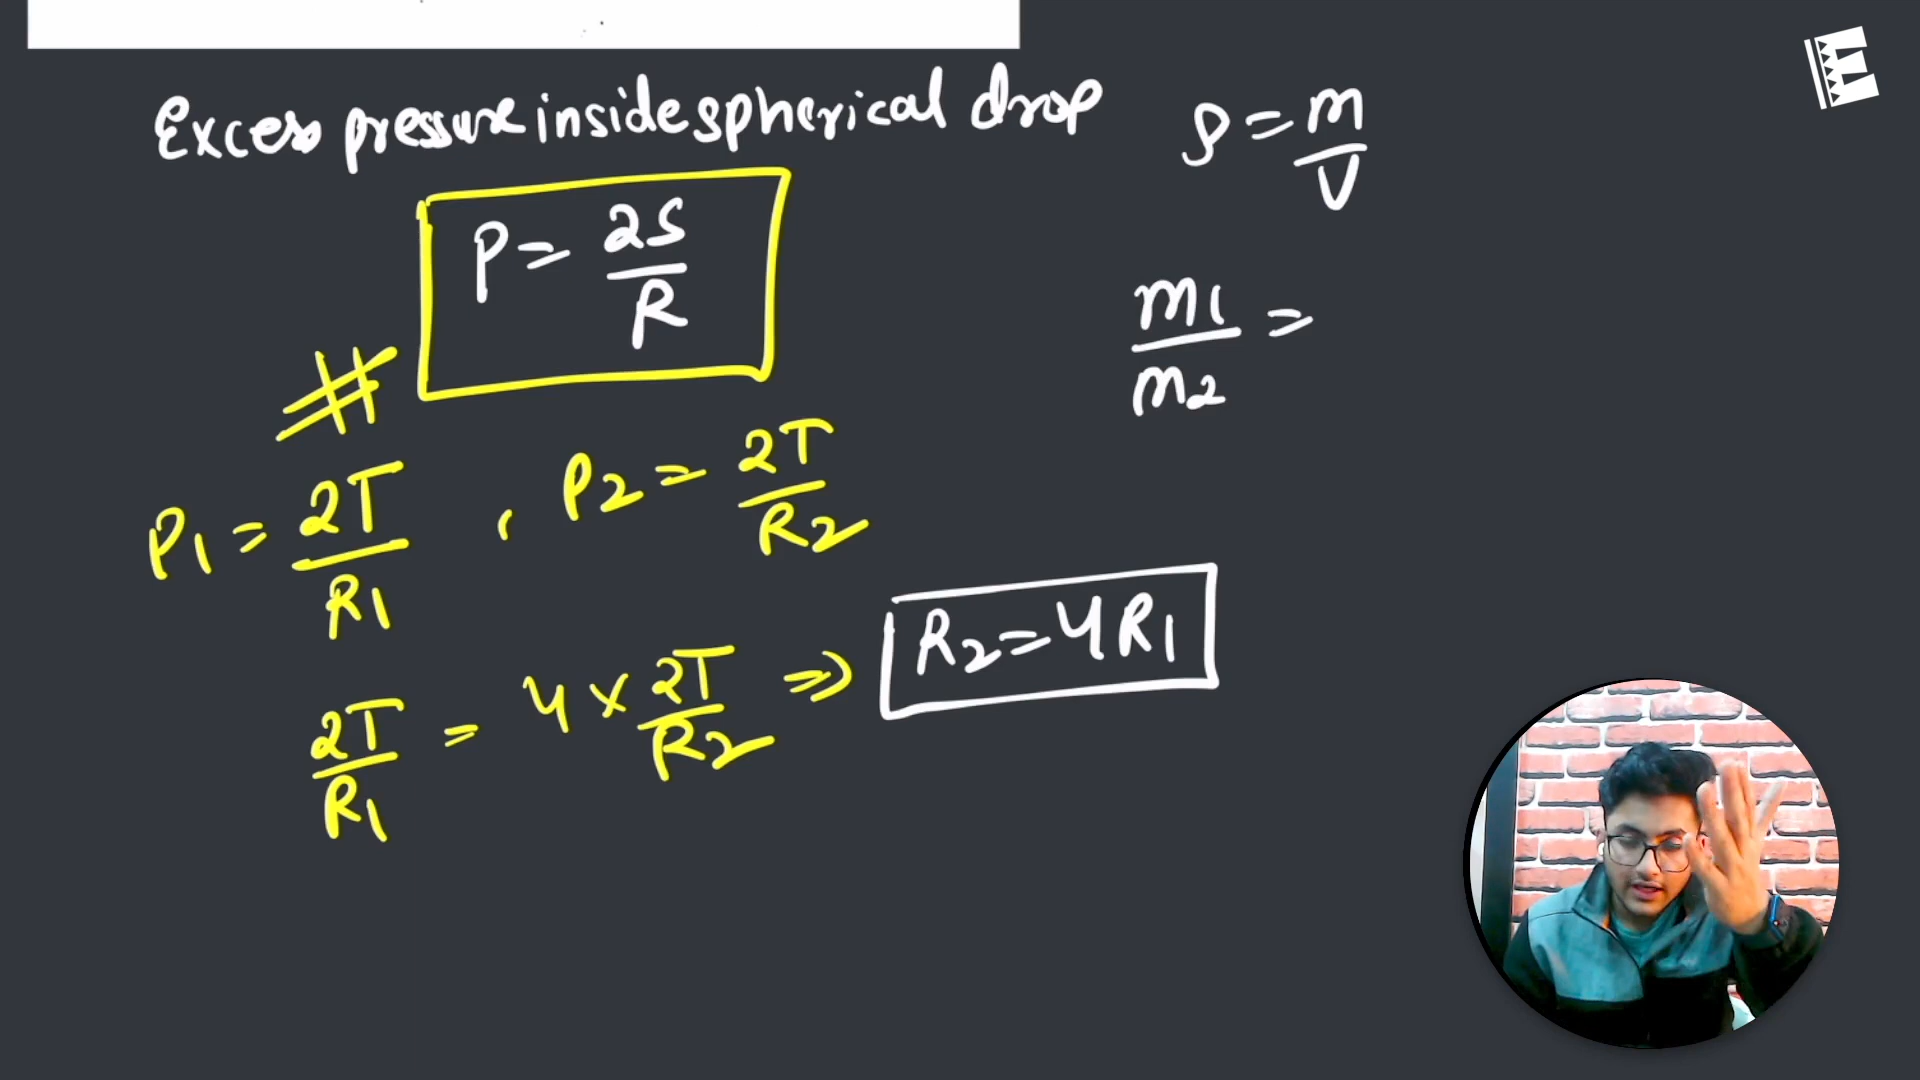 Excess pressure inside spherical drop
P = 2S/R
P1 = 2T/R1 , P2 = 2T/R2
2T/R1 = 4 × 2T/R2 ⇒ R2 = 4R1
ρ = m/V
m1/m2 =
E